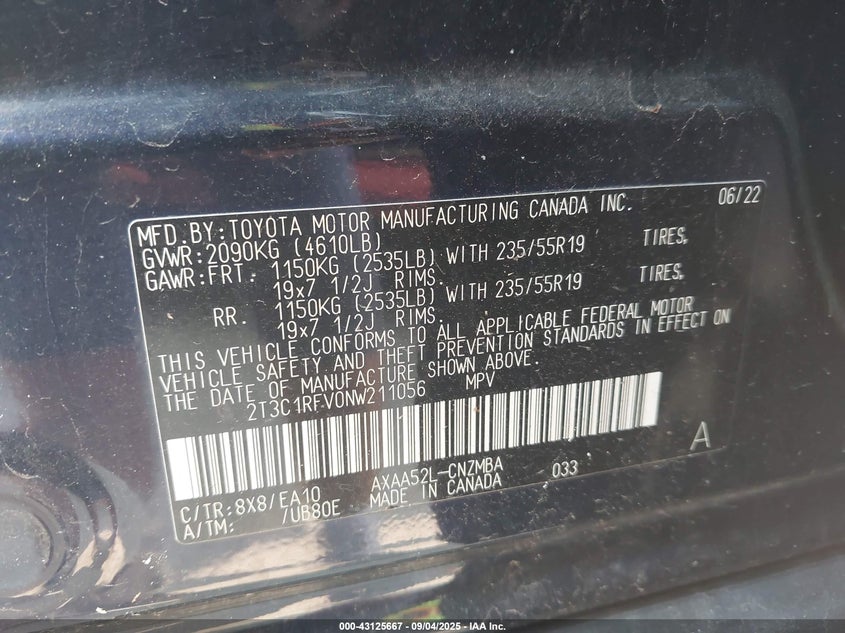 MFD.BY:TOYOTA MOTOR MANUFACTURING CANADA INC. 06/22
GVWR:2090KG (4610LB)
GAWR:FRT. 1150KG (2535LB) WITH 235/55R19 TIRES,
19x7 1/2J RIMS.
RR. 1150KG (2535LB) WITH 235/55R19 TIRES,
19x7 1/2J RIMS.
THIS VEHICLE CONFORMS TO ALL APPLICABLE FEDERAL MOTOR
VEHICLE SAFETY AND THEFT PREVENTION STANDARDS IN EFFECT ON
THE DATE OF MANUFACTURE SHOWN ABOVE.
2T3C1RFV0NW211056 MPV
A
C/TR:8X8/EA10 AXAA52L-CNZMBA 033
A/TM: /UB80E MADE IN CANADA
000-43125667 - 09/04/2025 - IAA Inc.